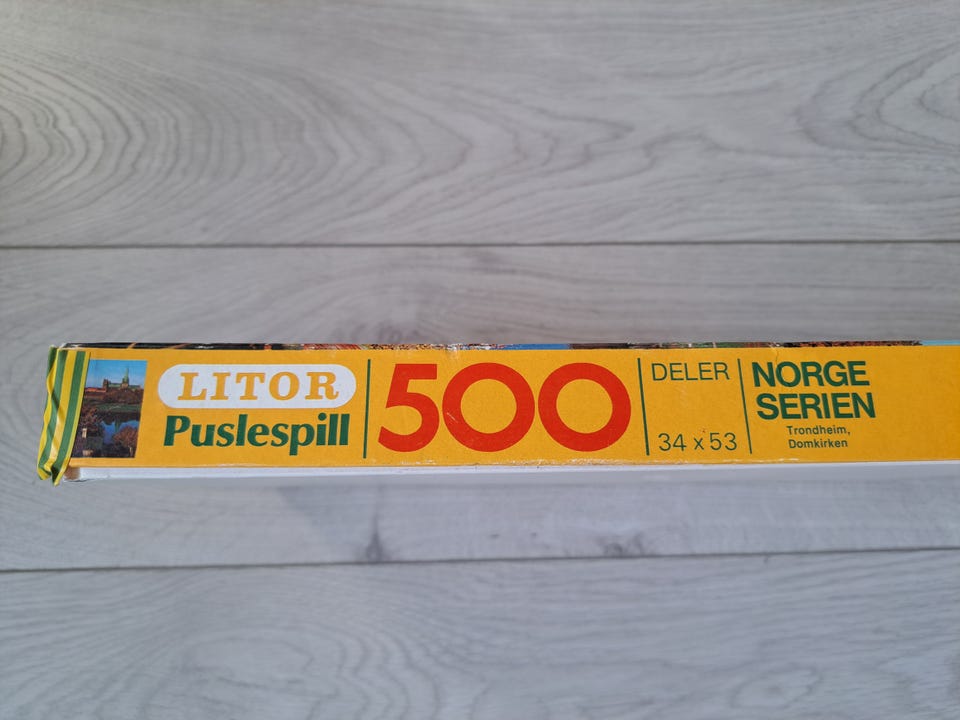 LITOR
Puslespill
500
DELER
34 x 53
NORGE
SERIEN
Trondheim,
Domkirken